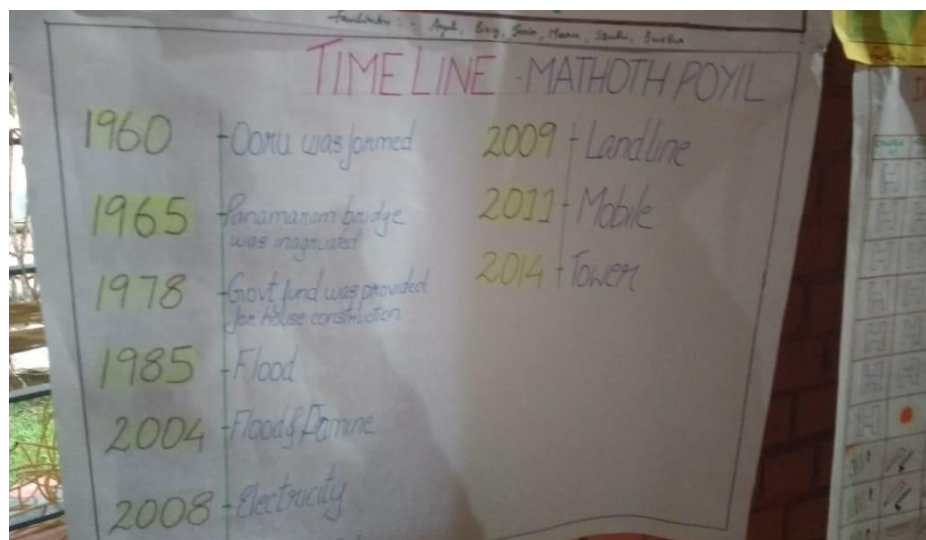 TIME LINE - MATHOTH POYIL
1960 Ooru was formed
1965 Panamaram bridge
was inagruated
1978 Govt fund was provided
for house construction
1985 Flood
2004 Flood & Famine
2008 Electricity
2009 Landline
2011 Mobile
2014 Tower